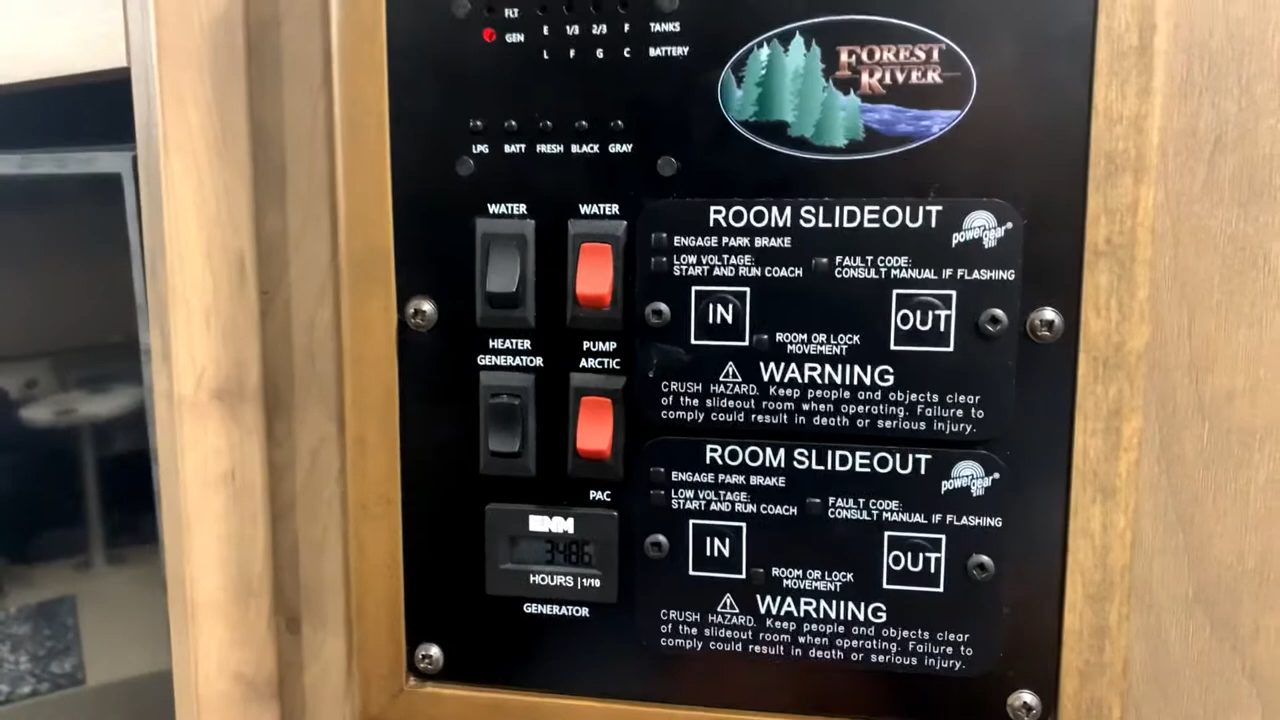 FLT
GEN E 1/3 2/3 F TANKS
L F G C BATTERY
FOREST
RIVER
LPG BATT FRESH BLACK GRAY
WATER WATER
HEATER PUMP
GENERATOR ARCTIC
PAC
ENM
3486
HOURS | 1/10
GENERATOR
ROOM SLIDEOUT
powergear®
ENGAGE PARK BRAKE
LOW VOLTAGE: FAULT CODE:
START AND RUN COACH CONSULT MANUAL IF FLASHING
IN OUT
ROOM OR LOCK
MOVEMENT
WARNING
CRUSH HAZARD. Keep people and objects clear
of the slideout room when operating. Failure to
comply could result in death or serious injury.
ROOM SLIDEOUT
powergear®
ENGAGE PARK BRAKE
LOW VOLTAGE: FAULT CODE:
START AND RUN COACH CONSULT MANUAL IF FLASHING
IN OUT
ROOM OR LOCK
MOVEMENT
WARNING
CRUSH HAZARD. Keep people and objects clear
of the slideout room when operating. Failure to
comply could result in death or serious injury.